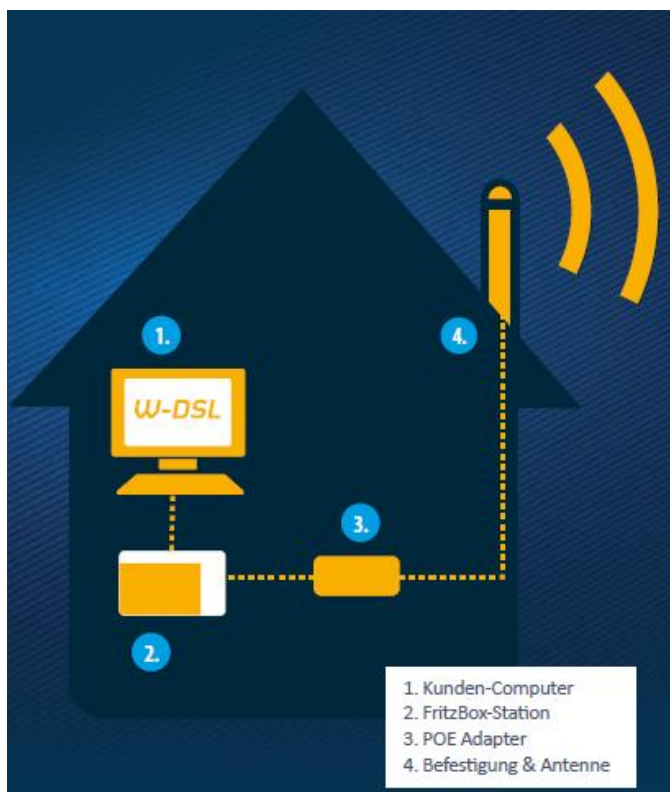 1.
4.
W-DSL
3.
2.
1. Kunden-Computer
2. FritzBox-Station
3. POE Adapter
4. Befestigung & Antenne